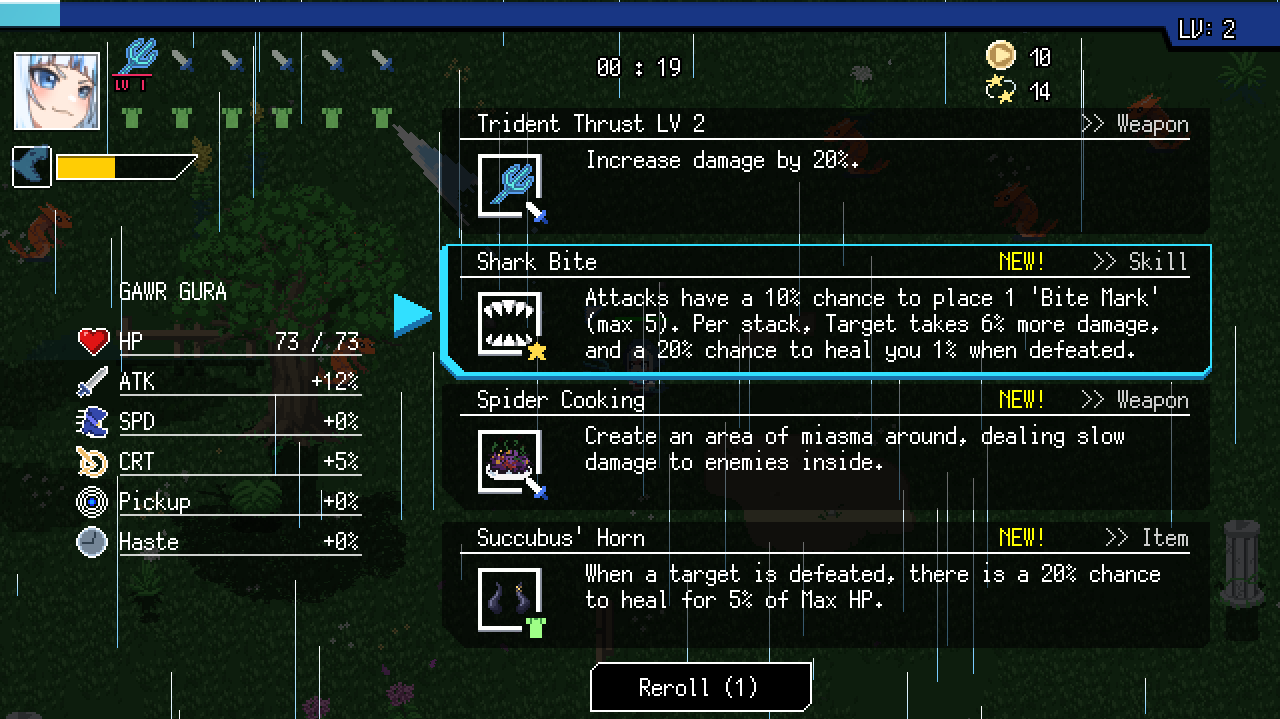 LV: 2
LV 1
00 : 19
10
14
GAWR GURA
HP 73 / 73
ATK +12%
SPD +0%
CRT +5%
Pickup +0%
Haste +0%
Trident Thrust LV 2 >> Weapon
Increase damage by 20%.
Shark Bite NEW! >> Skill
Attacks have a 10% chance to place 1 'Bite Mark'
(max 5). Per stack, Target takes 6% more damage,
and a 20% chance to heal you 1% when defeated.
Spider Cooking NEW! >> Weapon
Create an area of miasma around, dealing slow
damage to enemies inside.
Succubus' Horn NEW! >> Item
When a target is defeated, there is a 20% chance
to heal for 5% of Max HP.
Reroll (1)